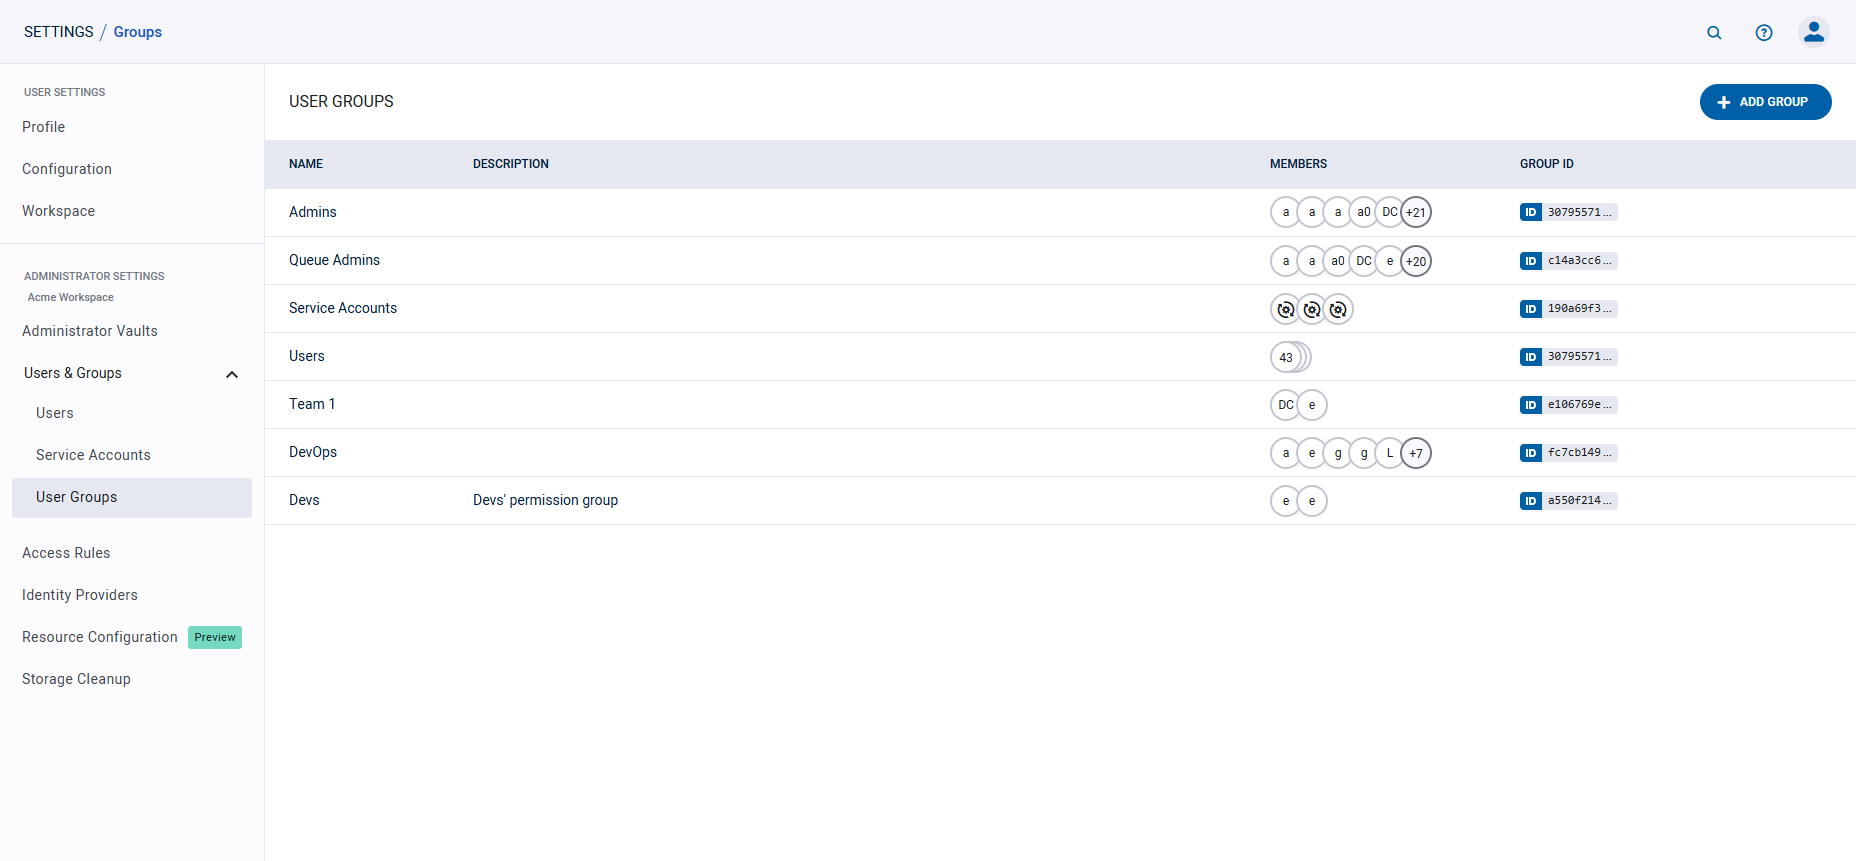 SETTINGS / Groups
USER SETTINGS
Profile
Configuration
Workspace
ADMINISTRATOR SETTINGS
Acme Workspace
Administrator Vaults
Users & Groups
Users
Service Accounts
User Groups
Access Rules
Identity Providers
Resource Configuration Preview
Storage Cleanup
USER GROUPS
ADD GROUP
NAME DESCRIPTION MEMBERS GROUP ID
Admins a a a a0 DC +21 ID 30795571...
Queue Admins a a a0 DC e +20 ID c14a3cc6...
Service Accounts ID 190a69f3...
Users 43 ID 30795571...
Team 1 DC e ID e106769e...
DevOps a e g g L +7 ID fc7cb149...
Devs Devs' permission group e e ID a550f214...